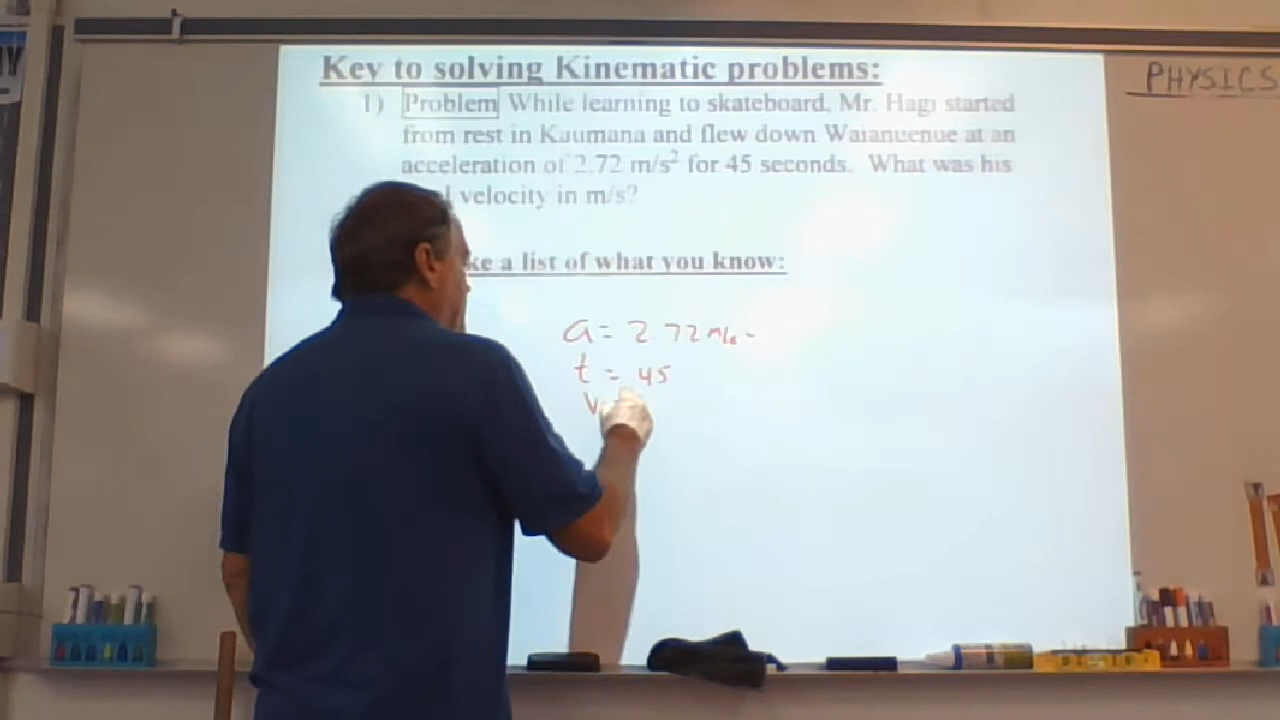 Key to solving Kinematic problems:
PHYSICS
1) Problem While learning to skateboard, Mr. Hagi started
from rest in Kaumana and flew down Waianuenue at an
acceleration of 2.72 m/s² for 45 seconds. What was his
velocity in m/s?
a list of what you know:
a = 2 72 m/s
t = 45
V